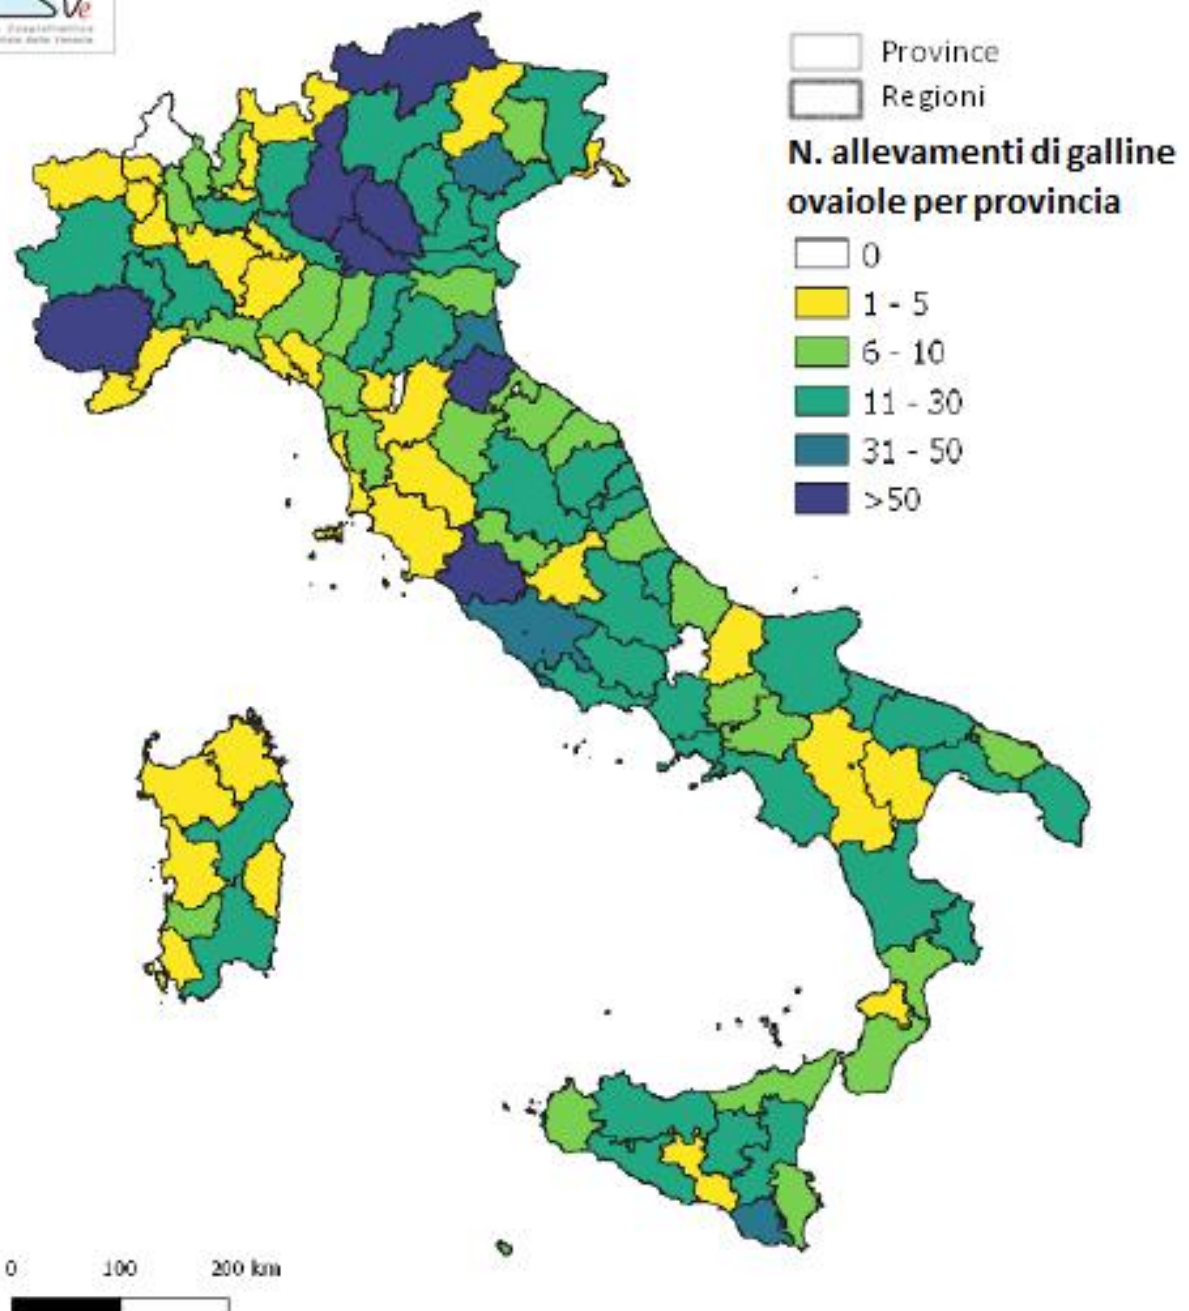 Ve
Province
Regioni
N. allevamenti di galline
ovaiole per provincia
0
1 - 5
6 - 10
11 - 30
31 - 50
>50
0 100 200 km